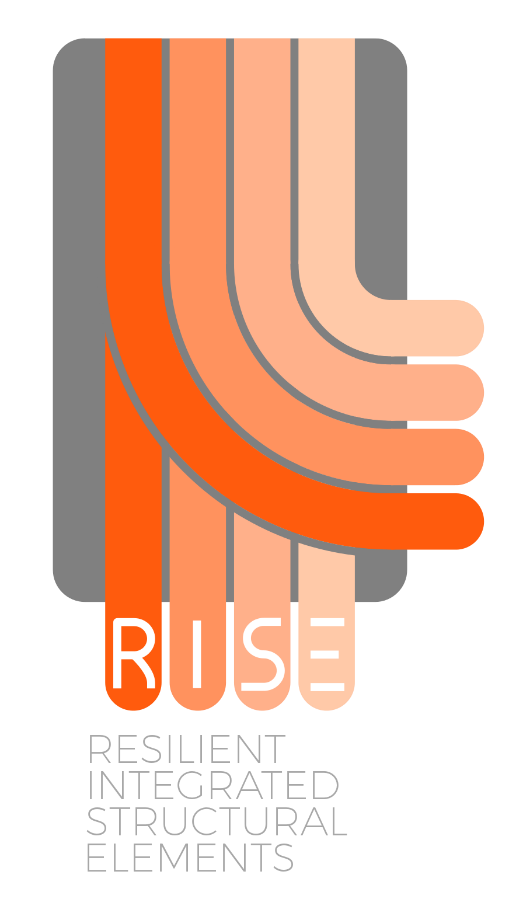 RISE
RESILIENT
INTEGRATED
STRUCTURAL
ELEMENTS